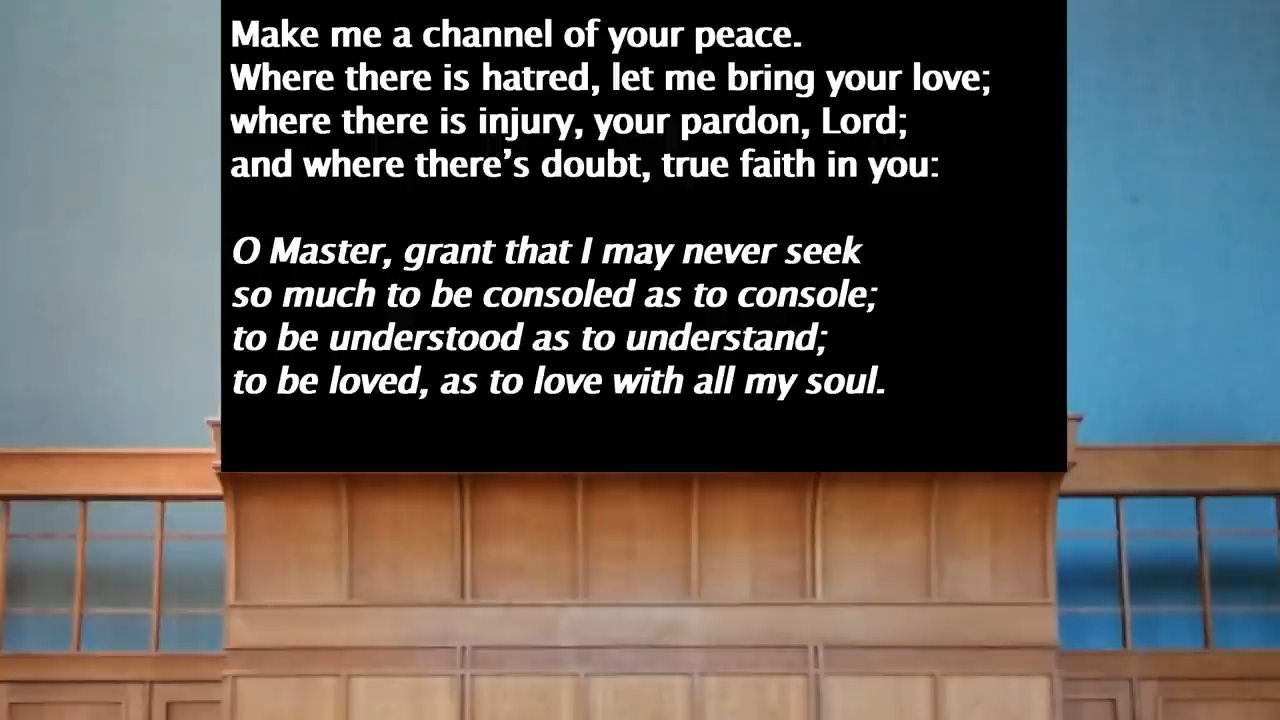 Make me a channel of your peace.
Where there is hatred, let me bring your love;
where there is injury, your pardon, Lord;
and where there’s doubt, true faith in you:
O Master, grant that I may never seek
so much to be consoled as to console;
to be understood as to understand;
to be loved, as to love with all my soul.